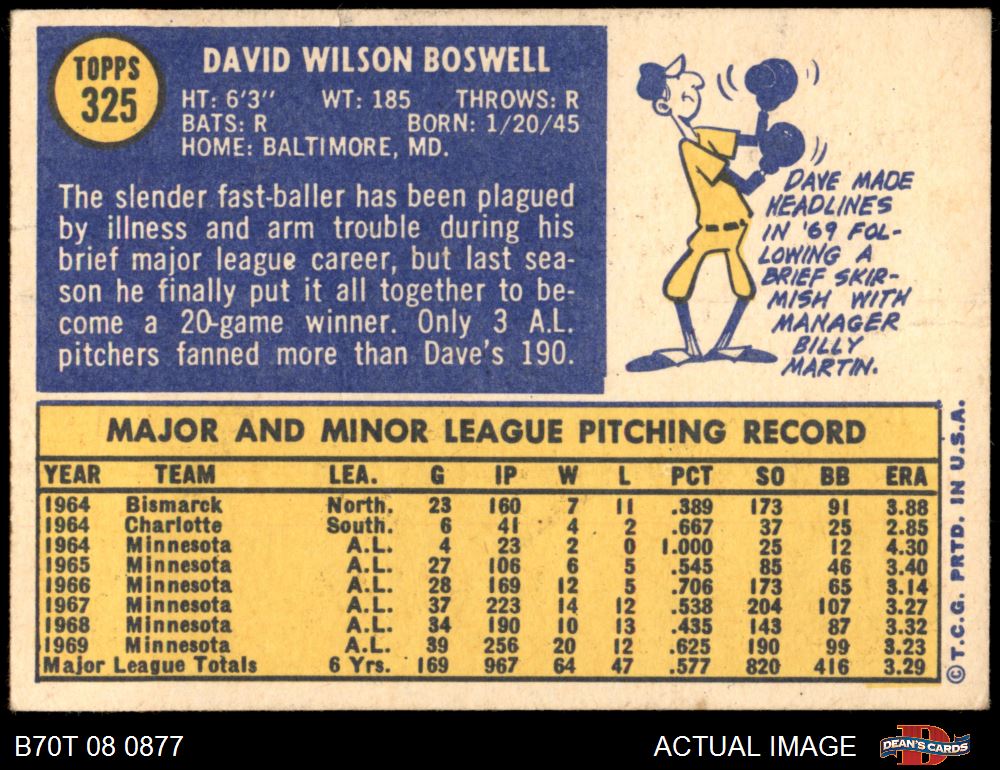 TOPPS
325
DAVID WILSON BOSWELL
HT: 6'3" WT: 185 THROWS: R
BATS: R BORN: 1/20/45
HOME: BALTIMORE, MD.
The slender fast-baller has been plagued
by illness and arm trouble during his
brief major league career, but last sea-
son he finally put it all together to be-
come a 20-game winner. Only 3 A.L.
pitchers fanned more than Dave's 190.
DAVE MADE
HEADLINES
IN '69 FOL-
LOWING A
BRIEF SKIR-
MISH WITH
MANAGER
BILLY
MARTIN.
MAJOR AND MINOR LEAGUE PITCHING RECORD
YEAR TEAM LEA. G IP W L PCT SO BB ERA
1964 Bismarck North. 23 160 7 11 .389 173 91 3.88
1964 Charlotte South. 6 41 4 2 .667 37 25 2.85
1964 Minnesota A.L. 4 23 2 0 1.000 25 12 4.30
1965 Minnesota A.L. 27 106 6 5 .545 85 46 3.40
1966 Minnesota A.L. 28 169 12 5 .706 173 65 3.14
1967 Minnesota A.L. 37 223 14 12 .538 204 107 3.27
1968 Minnesota A.L. 34 190 10 13 .435 143 87 3.32
1969 Minnesota A.L. 39 256 20 12 .625 190 99 3.23
Major League Totals 6 Yrs. 169 967 64 47 .577 820 416 3.29
© T.C.G. PRTD. IN U.S.A.
B70T 08 0877
ACTUAL IMAGE
D
DEAN'S CARDS